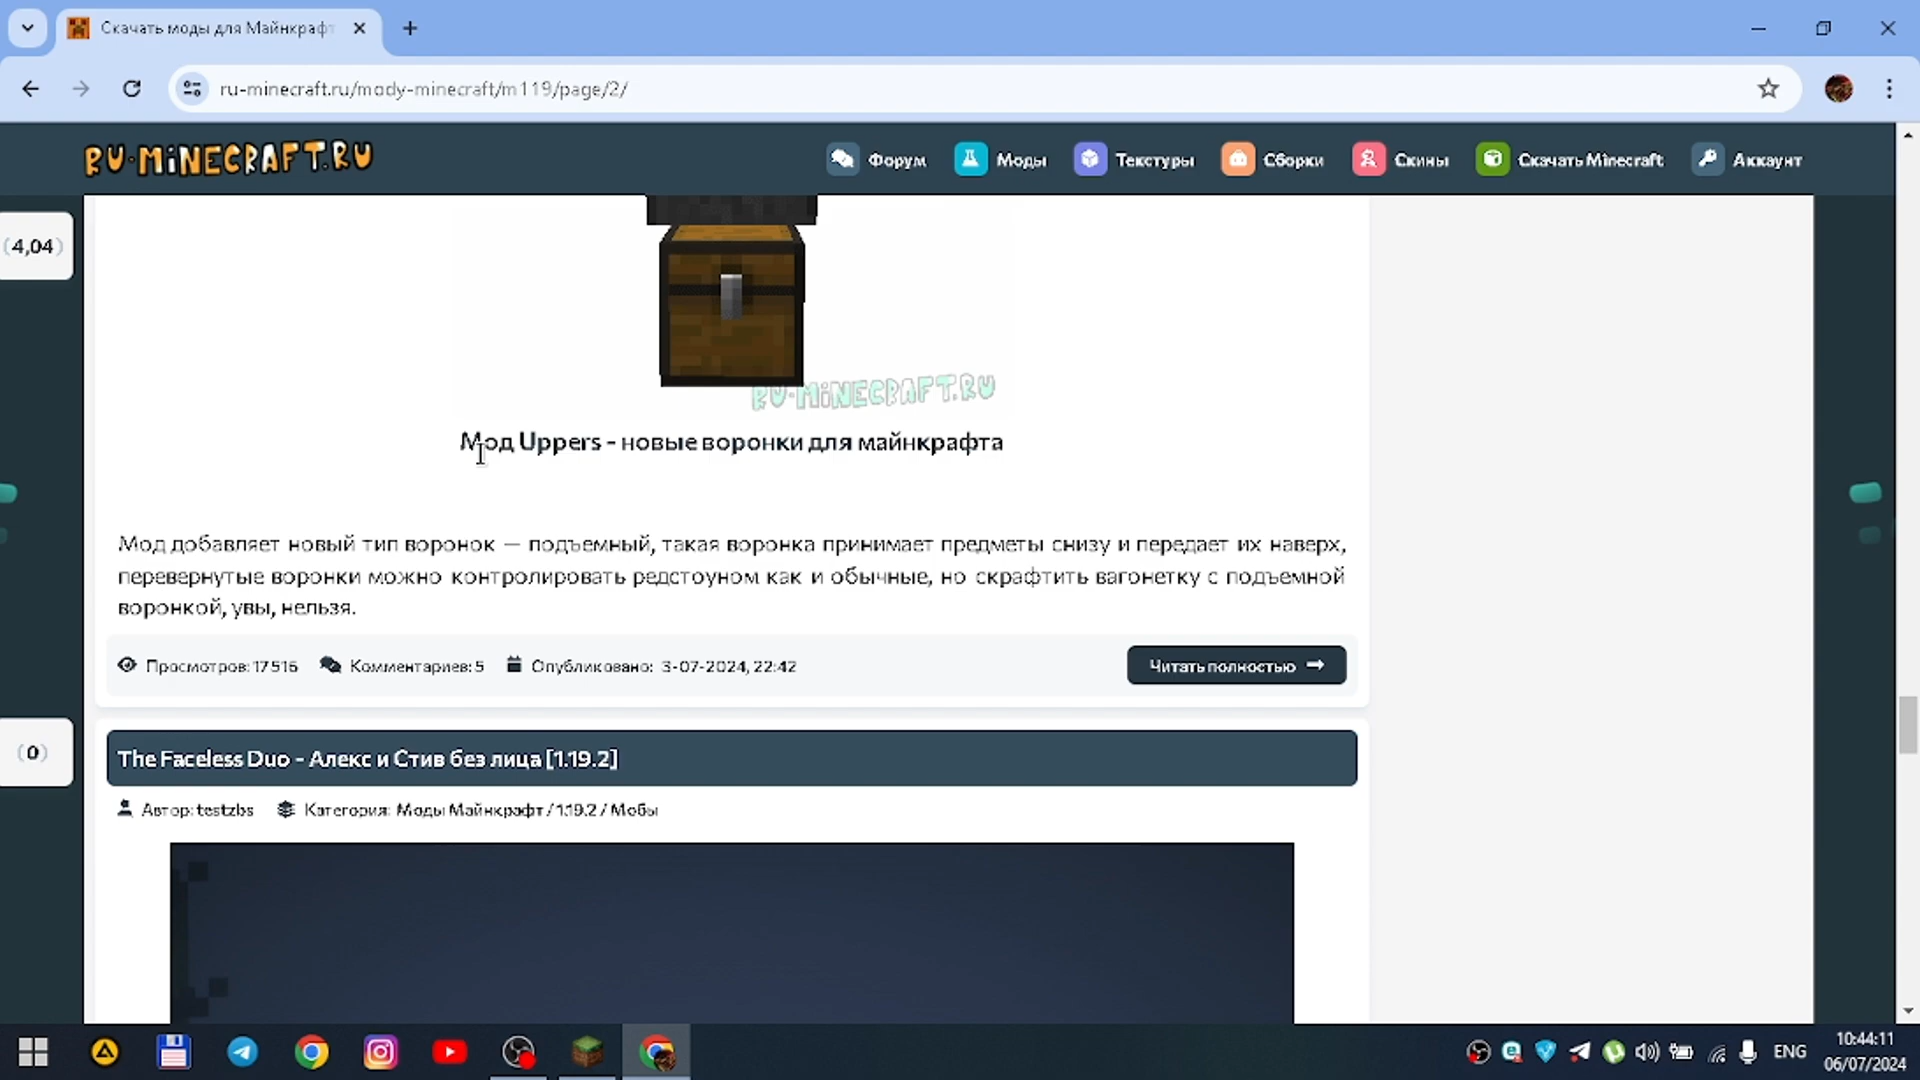 Скачать моды для Майнкрафт
ru-minecraft.ru/mody-minecraft/m119/page/2/
RU-MINECRAFT.RU
Форум
Моды
Текстуры
Сборки
Скины
Скачать Minecraft
Аккаунт
(4,04)
RU-MINECRAFT.RU
Мод Uppers - новые воронки для майнкрафта
Мод добавляет новый тип воронок — подъемный, такая воронка принимает предметы снизу и передает их наверх,
перевернутые воронки можно контролировать редстоуном как и обычные, но скрафтить вагонетку с подъемной
воронкой, увы, нельзя.
Просмотров: 17 516 Комментариев: 5 Опубликовано: 3-07-2024, 22:42
Читать полностью
(0)
The Faceless Duo - Алекс и Стив без лица [1.19.2]
Автор: testzbs Категория: Моды Майнкрафт / 1.19.2 / Мобы
ENG
10:44:11
06/07/2024